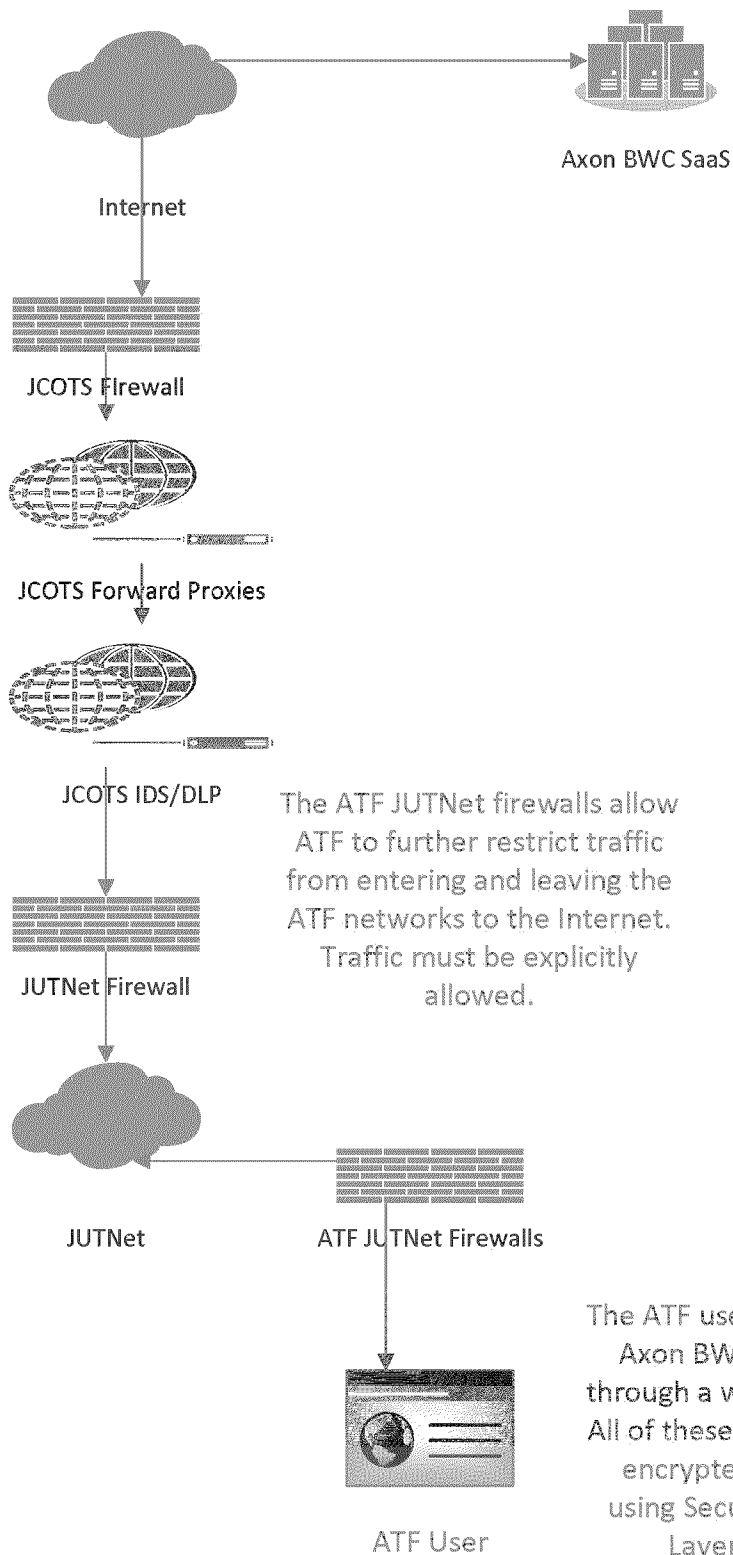 Axon BWC SaaS
Internet
JCOTS FIrewall
JCOTS Forward Proxies
JCOTS IDS/DLP
The ATF JUTNet firewalls allow
ATF to further restrict traffic
from entering and leaving the
ATF networks to the Internet.
Traffic must be explicitly
allowed.
JUTNet Firewall
JUTNet
ATF JUTNet Firewalls
The ATF use
Axon BW
through a w
All of these
encrypte
using Secu
Layer
ATF User